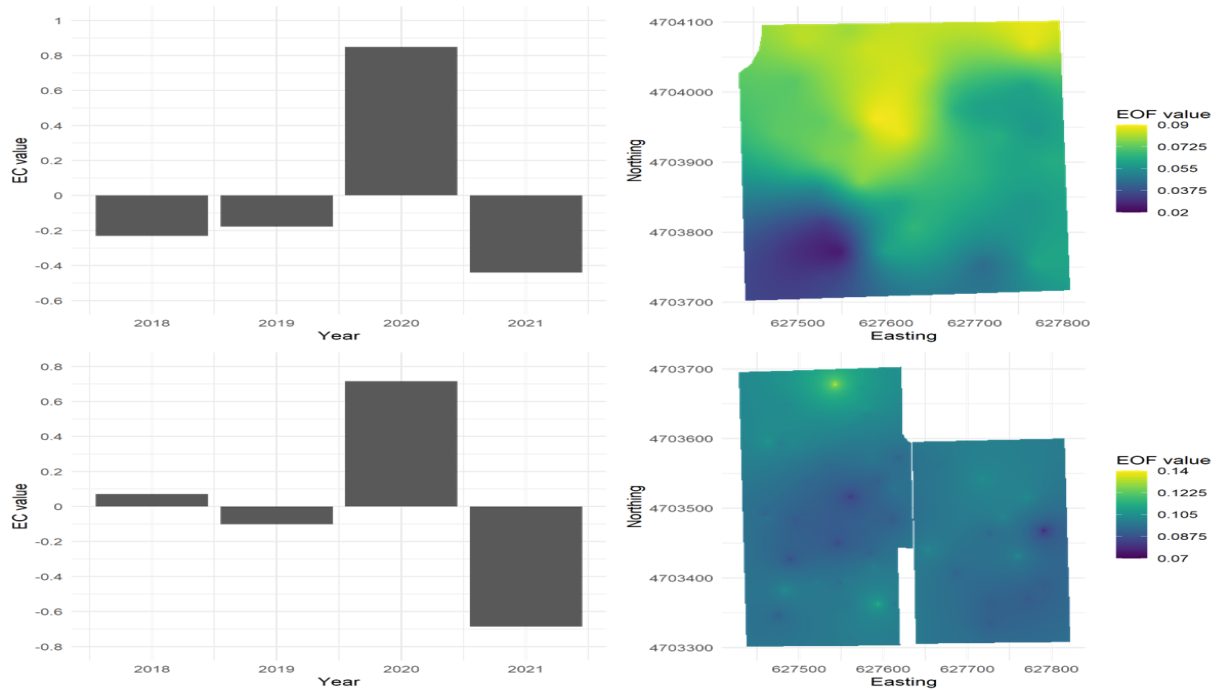 1
0.8
0.6
0.4
0.2
0
-0.2
-0.4
-0.6
EC value
2018 2019 2020 2021
Year
4704100
4704000
4703900
4703800
4703700
Northing
627500 627600 627700 627800
Easting
EOF value
0.09
0.0725
0.055
0.0375
0.02
0.8
0.6
0.4
0.2
0
-0.2
-0.4
-0.6
-0.8
EC value
2018 2019 2020 2021
Year
4703700
4703600
4703500
4703400
4703300
Northing
627500 627600 627700 627800
Easting
EOF value
0.14
0.1225
0.105
0.0875
0.07